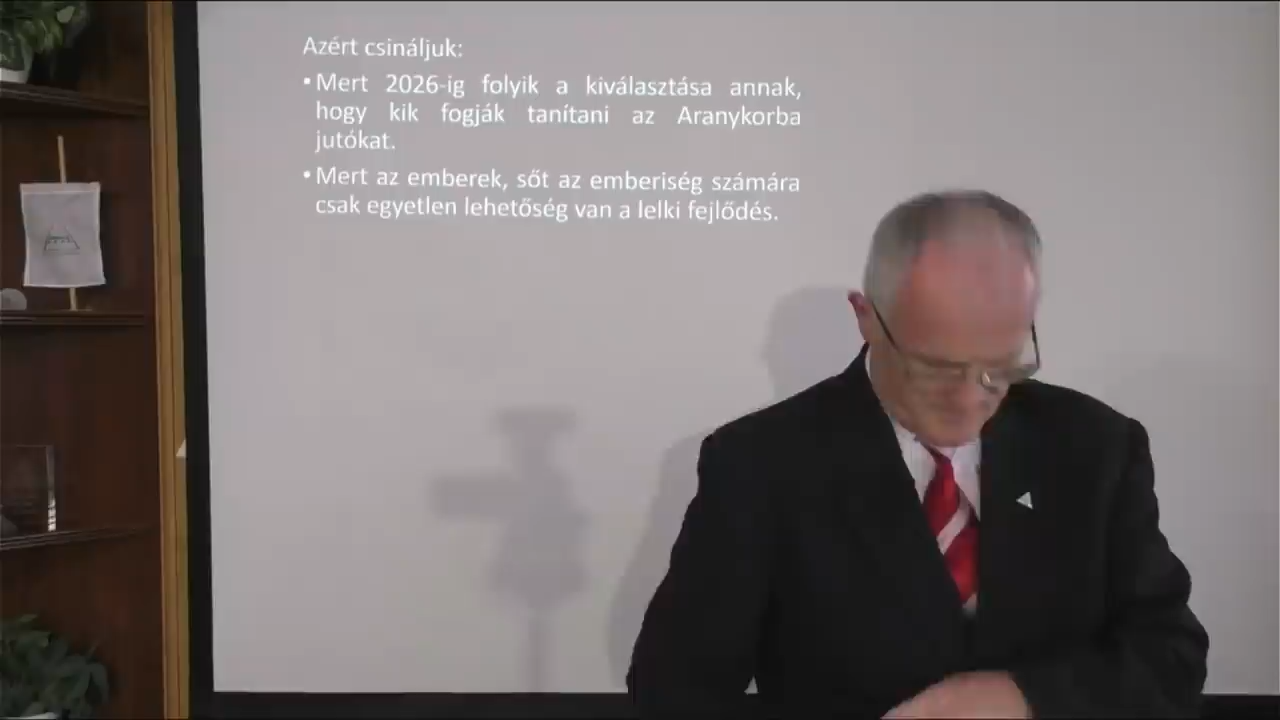 Azért csináljuk:
• Mert 2026-ig folyik a kiválasztása annak,
hogy kik fogják tanítani az Aranykorba
jutókat.
• Mert az emberek, sőt az emberiség számára
csak egyetlen lehetőség van a lelki fejlődés.